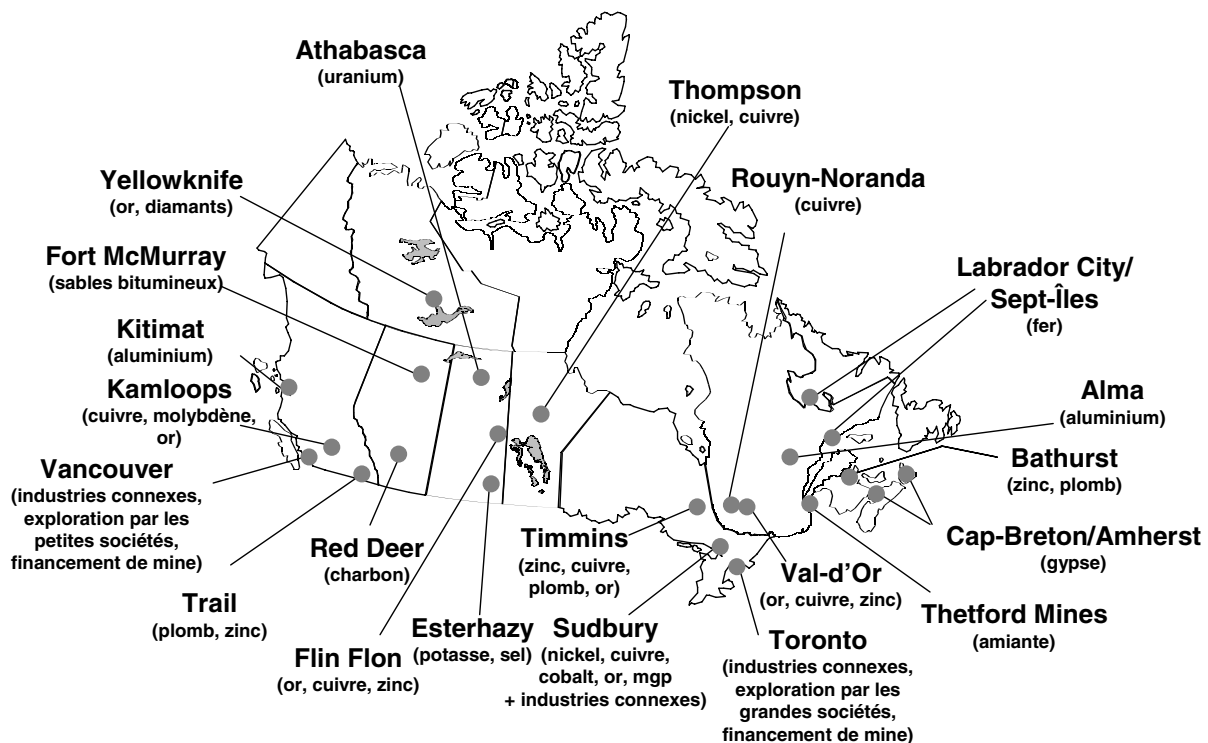 Athabasca
(uranium)
Thompson
(nickel, cuivre)
Yellowknife
(or, diamants)
Rouyn-Noranda
(cuivre)
Fort McMurray
(sables bitumineux)
Labrador City/
Sept-Îles
(fer)
Kitimat
(aluminium)
Kamloops
(cuivre, molybdène,
or)
Alma
(aluminium)
Vancouver
(industries connexes,
exploration par les
petites sociétés,
financement de mine)
Bathurst
(zinc, plomb)
Cap-Breton/Amherst
(gypse)
Red Deer
(charbon)
Timmins
(zinc, cuivre,
plomb, or)
Val-d'Or
(or, cuivre, zinc)
Trail
(plomb, zinc)
Thetford Mines
(amiante)
Flin Flon
(or, cuivre, zinc)
Esterhazy
(potasse, sel)
Sudbury
(nickel, cuivre,
cobalt, or, mgp
+ industries connexes)
Toronto
(industries connexes,
exploration par les
grandes sociétés,
financement de mine)